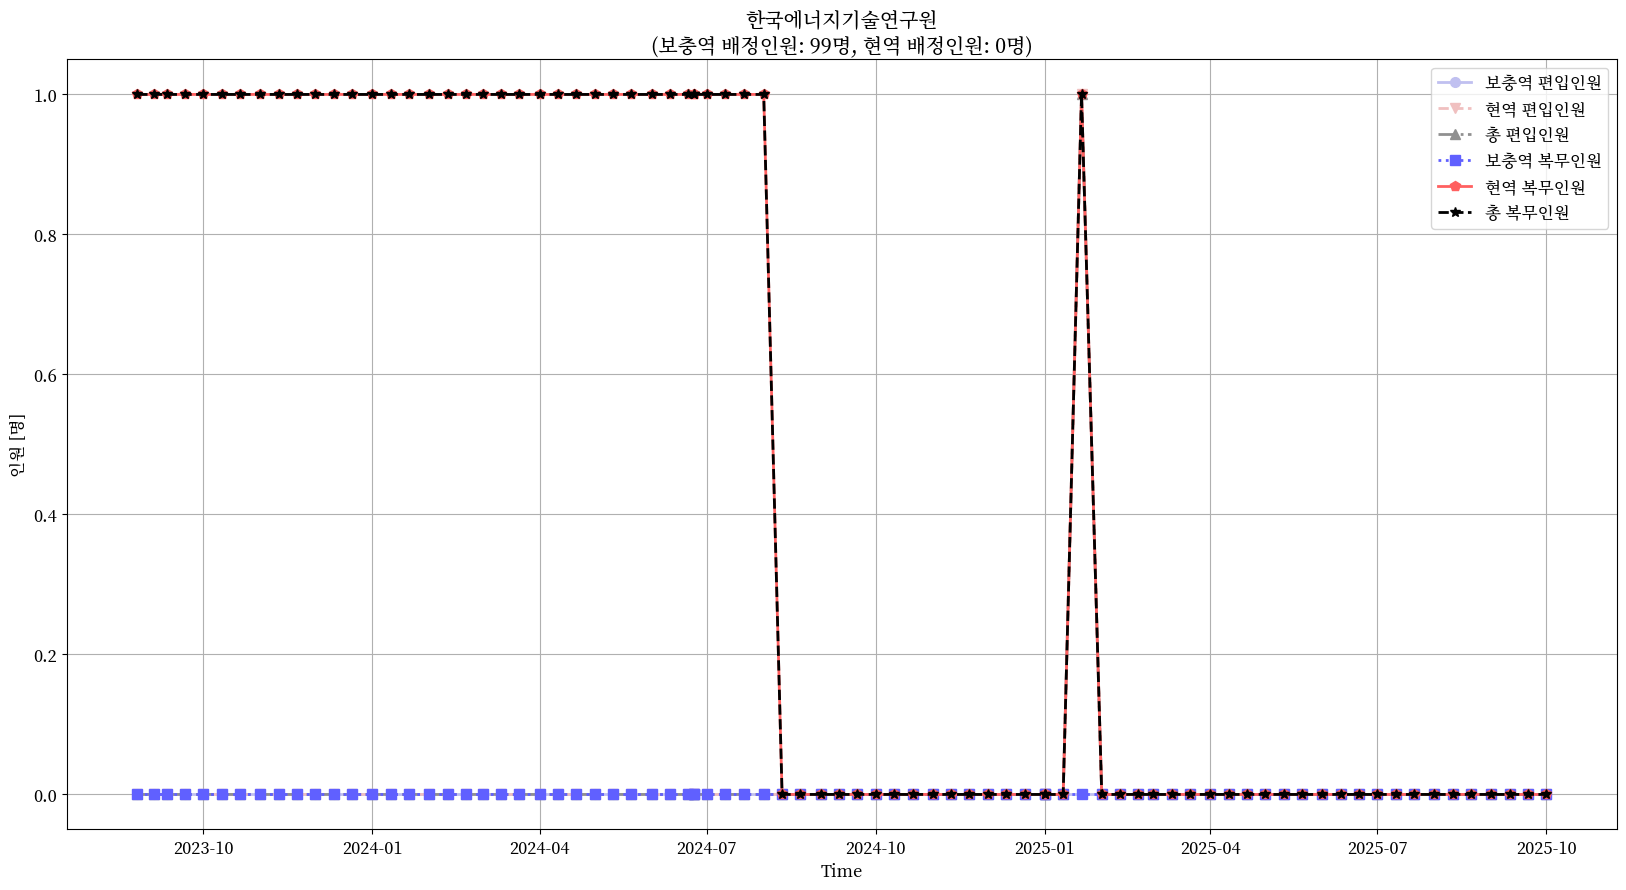 한국에너지기술연구원
(보충역 배정인원: 99명, 현역 배정인원: 0명)
보충역 편입인원
현역 편입인원
총 편입인원
보충역 복무인원
현역 복무인원
총 복무인원
인원 [명]
1.0
0.8
0.6
0.4
0.2
0.0
2023-10
2024-01
2024-04
2024-07
2024-10
2025-01
2025-04
2025-07
2025-10
Time